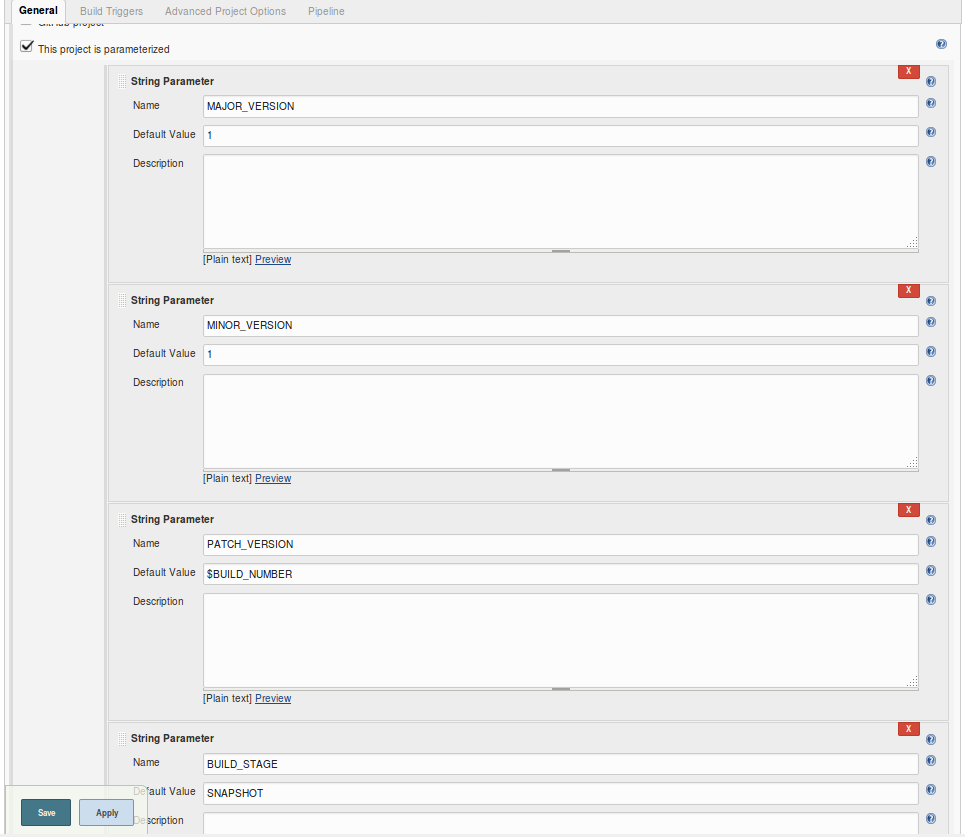 General Build Triggers Advanced Project Options Pipeline
GitHub project
This project is parameterized
X
String Parameter
Name MAJOR_VERSION
Default Value 1
Description
[Plain text] Preview
X
String Parameter
Name MINOR_VERSION
Default Value 1
Description
[Plain text] Preview
X
String Parameter
Name PATCH_VERSION
Default Value $BUILD_NUMBER
Description
[Plain text] Preview
X
String Parameter
Name BUILD_STAGE
Default Value SNAPSHOT
Description
Save Apply